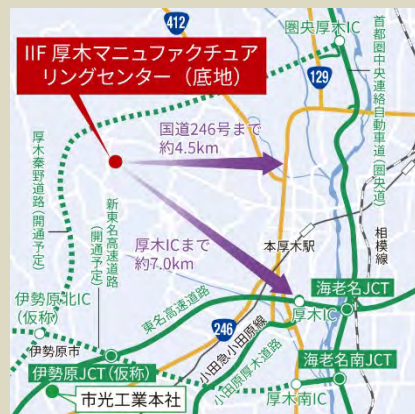 412
圏央厚木IC
IIF 厚木マニュファクチュア
リングセンター（底地）
129
首都圏中央連絡自動車道（圏央道）
国道246号まで
約4.5km
厚木秦野道路（開通予定）
新東名高速道路
（開通予定）
厚木ICまで
約7.0km
本厚木駅
相模線
伊勢原北IC
（仮称）
東名高速道路
海老名JCT
厚木IC
246
小田急小田原線
小田原厚木道路
伊勢原市
伊勢原JCT(仮称)
海老名南JCT
市光工業本社
厚木南IC